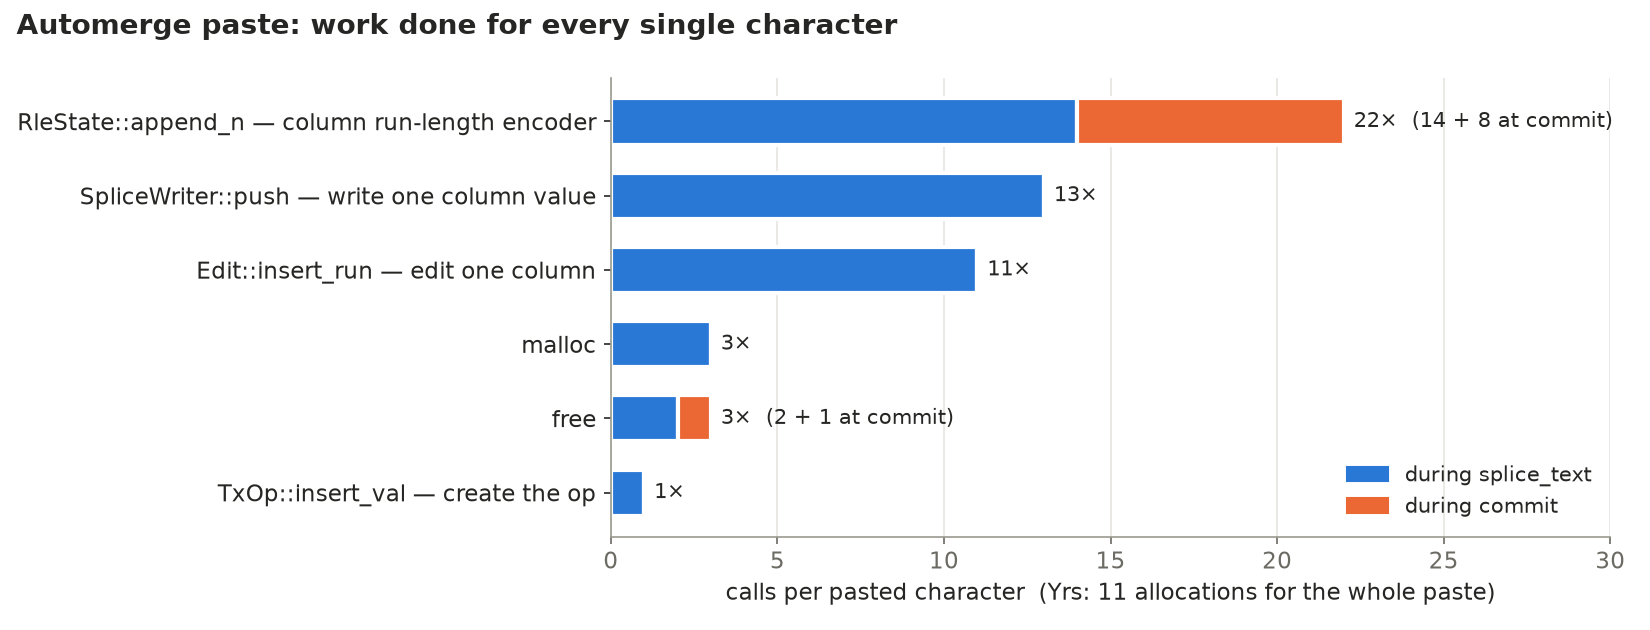 Automerge paste: work done for every single character
RleState::append_n — column run-length encoder
22× (14 + 8 at commit)
SpliceWriter::push — write one column value
13×
Edit::insert_run — edit one column
11×
malloc
3×
free
3× (2 + 1 at commit)
TxOp::insert_val — create the op
1×
during splice_text
during commit
0 5 10 15 20 25 30
calls per pasted character (Yrs: 11 allocations for the whole paste)